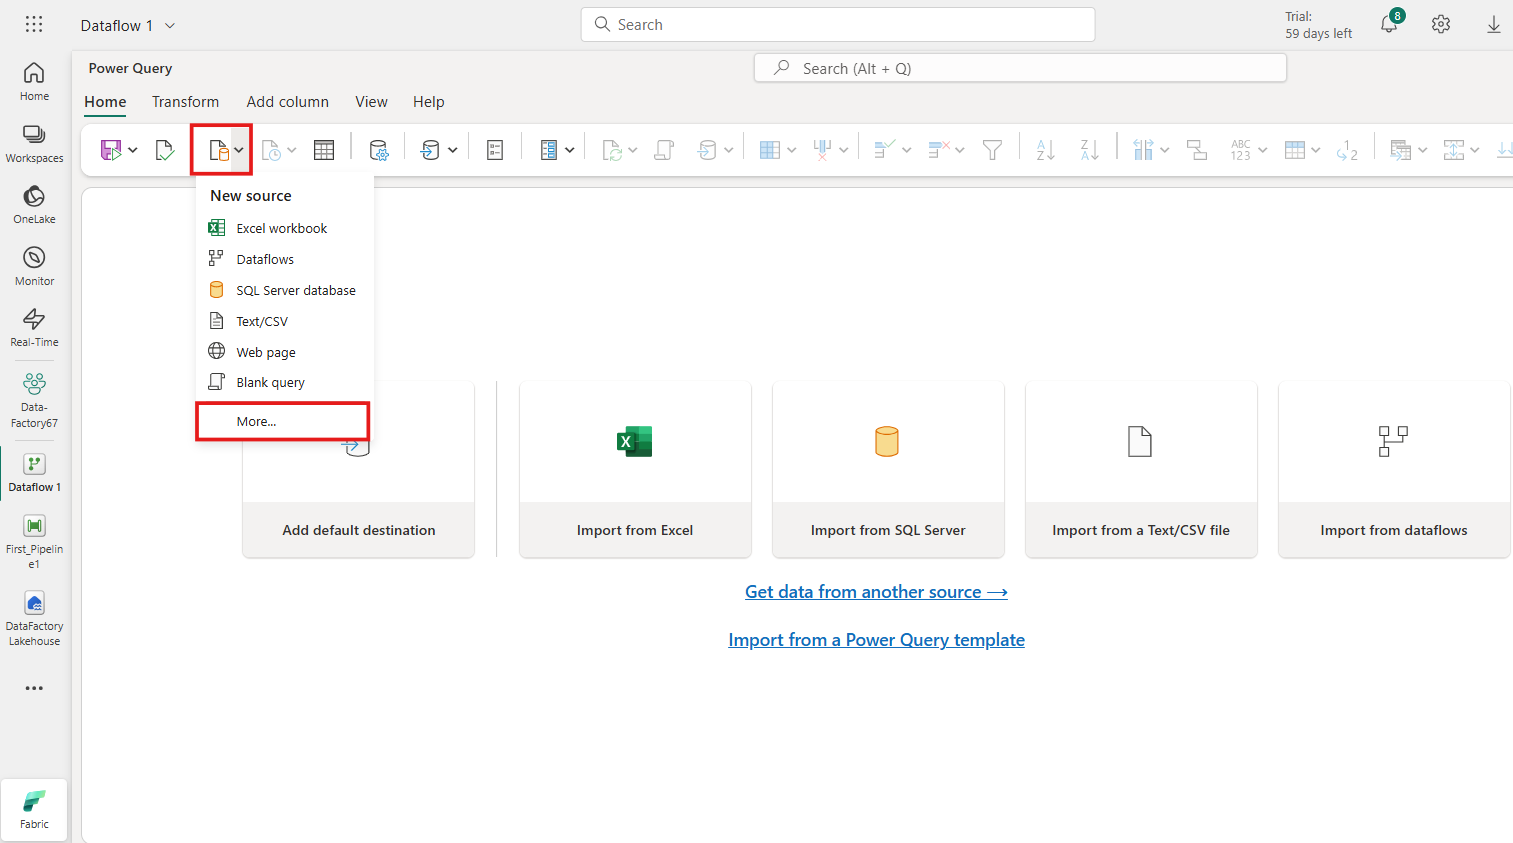 Dataflow 1
Search
Trial:
59 days left
8
Power Query
Search (Alt + Q)
Home
Transform
Add column
View
Help
Home
Workspaces
OneLake
Monitor
Real-Time
Data-
Factory67
Dataflow 1
First_Pipelin
e1
DataFactory
Lakehouse
Fabric
A
Z
Z
A
ABC
123
1
2
New source
Excel workbook
Dataflows
SQL Server database
Text/CSV
Web page
Blank query
More...
Add default destination
Import from Excel
Import from SQL Server
Import from a Text/CSV file
Import from dataflows
Get data from another source →
Import from a Power Query template